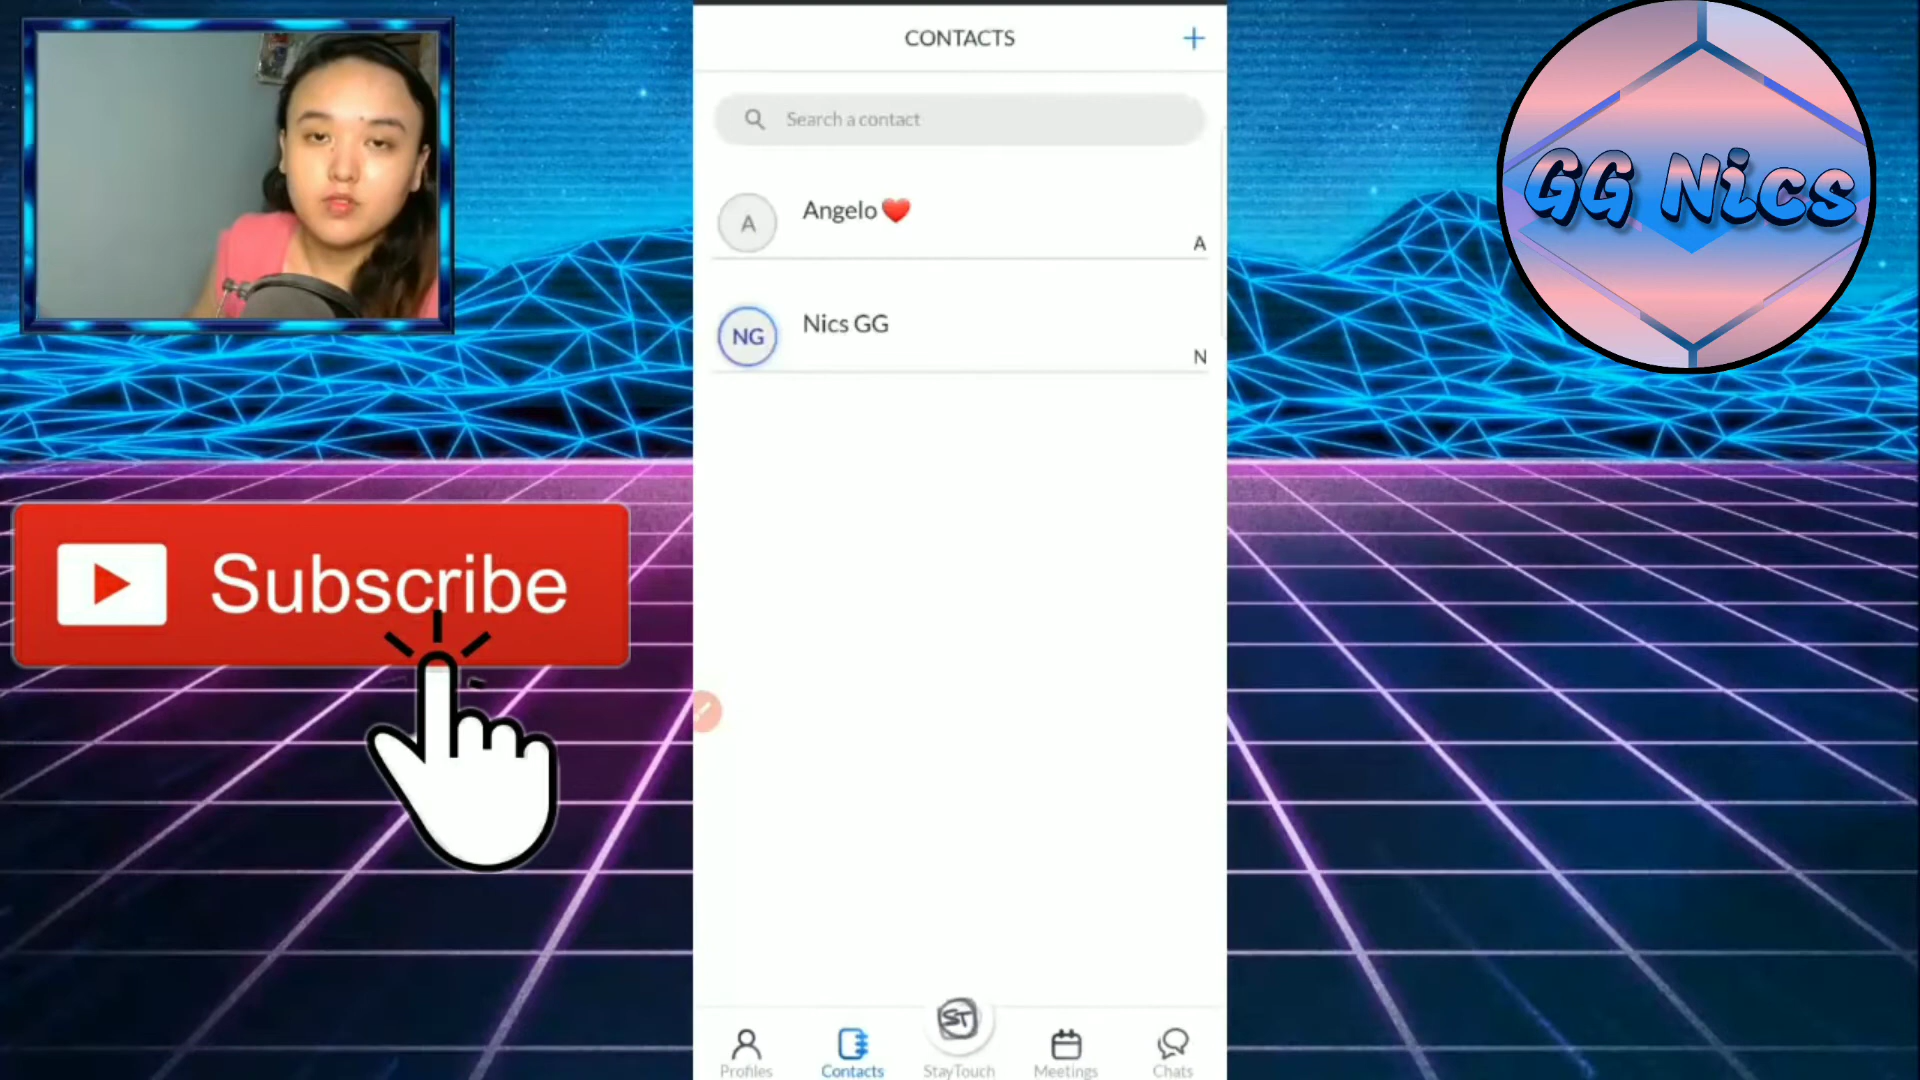 CONTACTS
Search a contact
A
Angelo❤️
A
NG
Nics GG
N
GG Nics
Subscribe
ST
Profiles
Contacts
StayTouch
Meetings
Chats